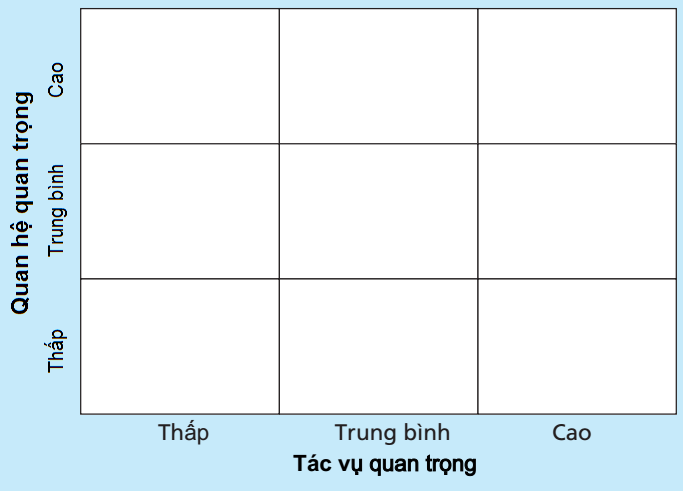 Quan hệ quan trọng
Cao
Trung bình
Thấp
Thấp
Trung bình
Cao
Tác vụ quan trọng